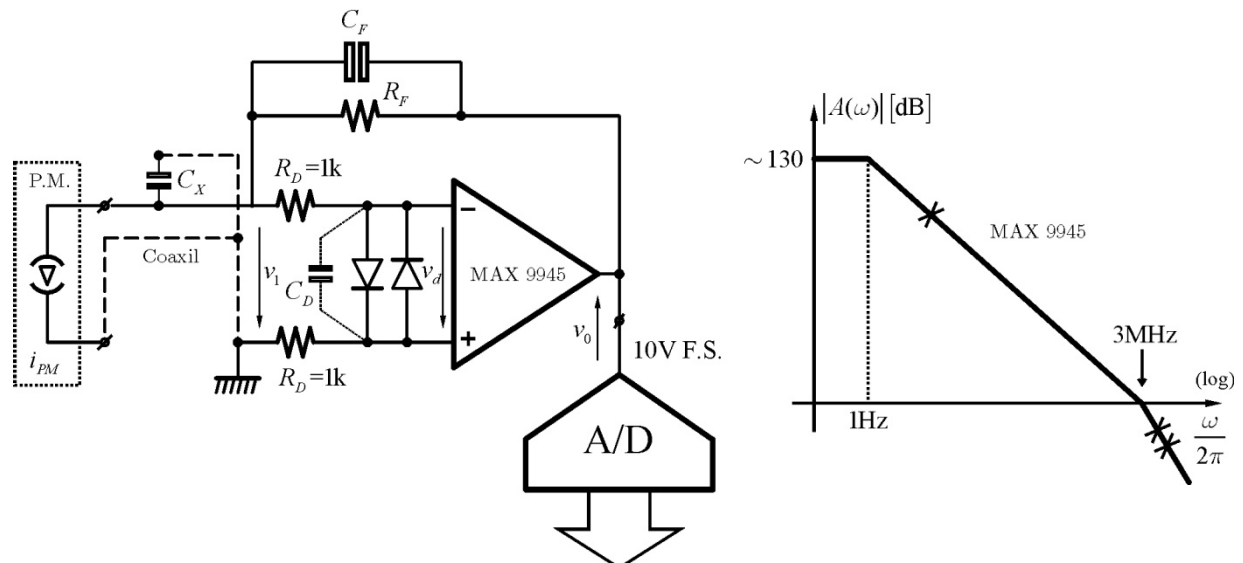 C_F
R_F
P.M.
C_X
R_D=1k
Coaxil
v_1
C_D
v_d
MAX 9945
−
+
i_PM
R_D=1k
v_0
10V F.S.
A/D
|A(ω)| [dB]
~130
MAX 9945
3MHz
(log)
1Hz
ω
2π